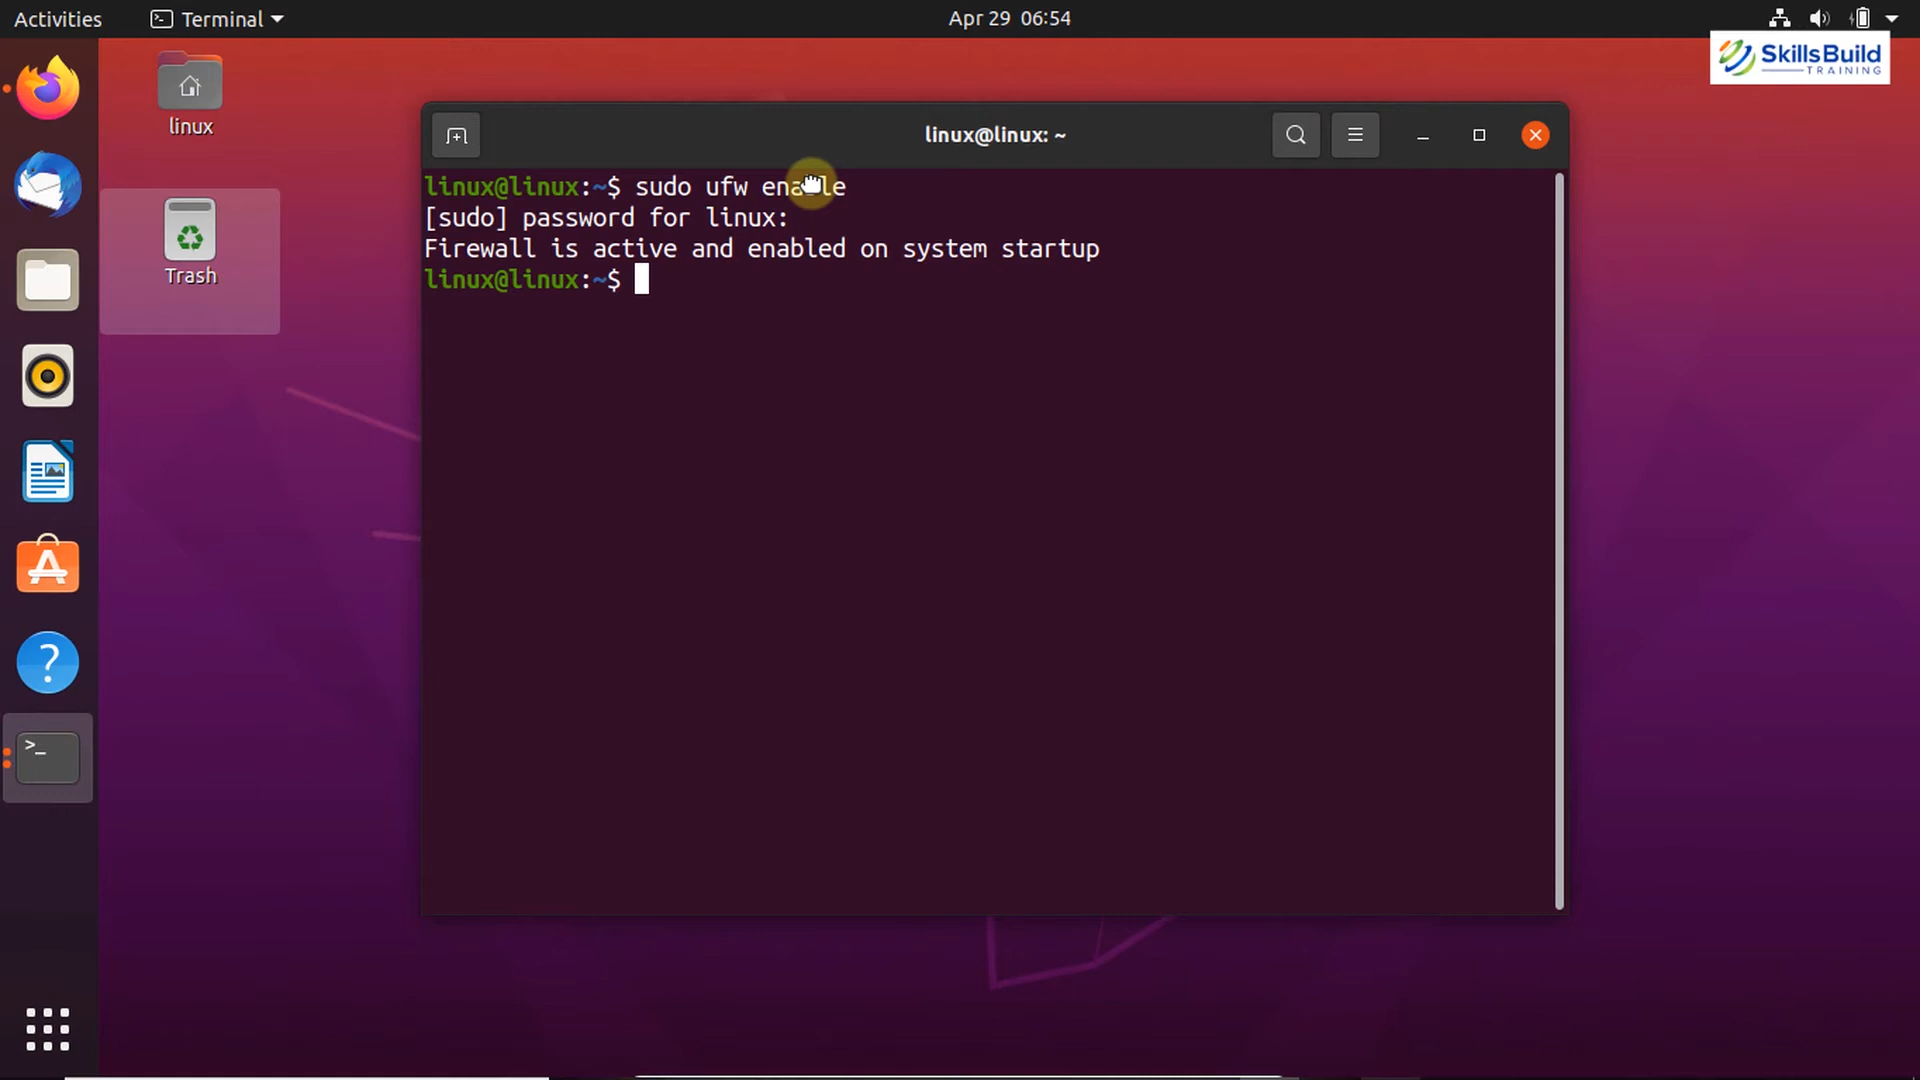 Activities
Terminal
Apr 29 06:54
SkillsBuild
TRAINING
linux
Trash
linux@linux: ~
linux@linux:~$ sudo ufw enable
[sudo] password for linux:
Firewall is active and enabled on system startup
linux@linux:~$